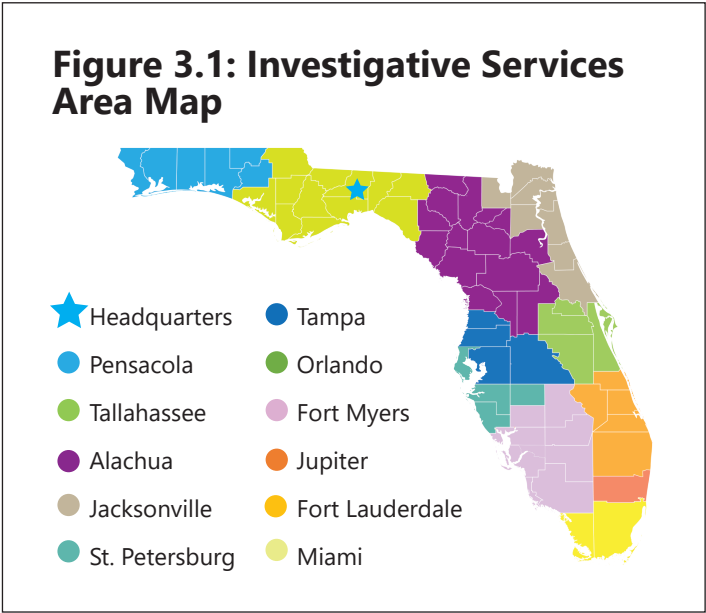 Figure 3.1: Investigative Services
Area Map
Headquarters
Pensacola
Tallahassee
Alachua
Jacksonville
St. Petersburg
Tampa
Orlando
Fort Myers
Jupiter
Fort Lauderdale
Miami